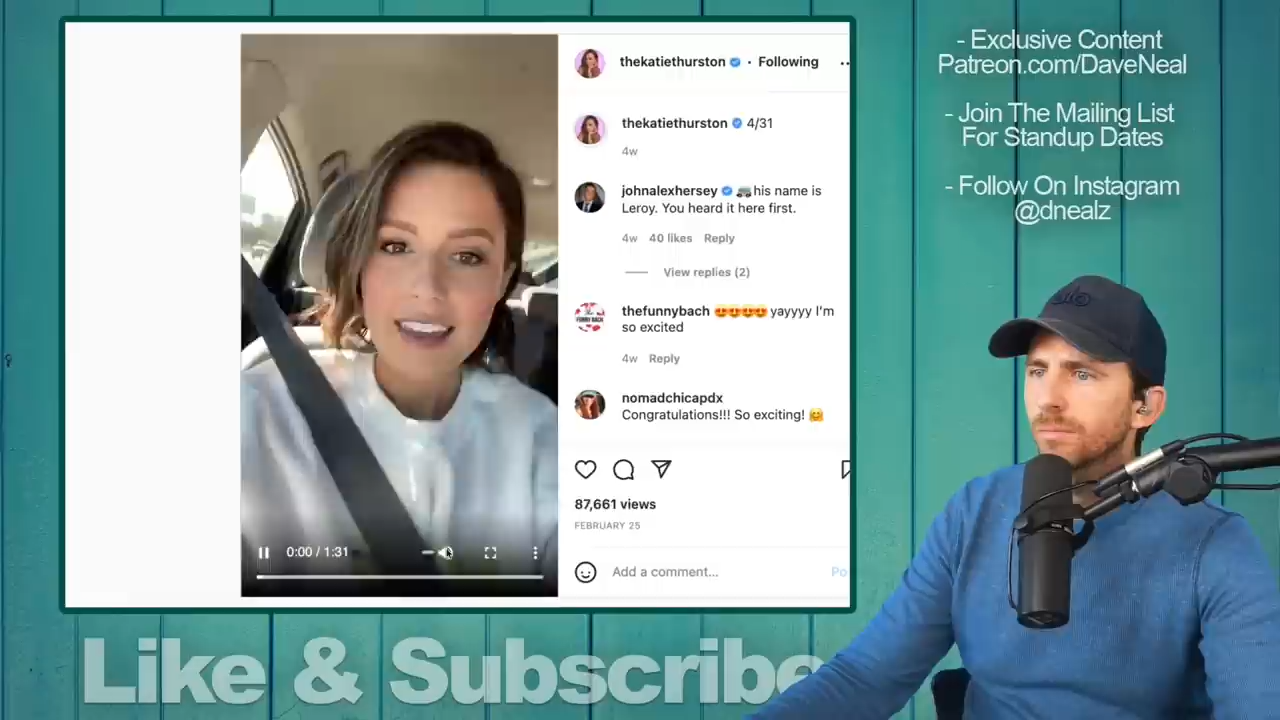 thekatiethurston • Following
thekatiethurston 4/31
4w
johnalexhersey 🚐his name is
Leroy. You heard it here first.
4w 40 likes Reply
View replies (2)
thefunnybach 😍😍😍😍 yayyyy I'm
so excited
4w Reply
nomadchicapdx
Congratulations!!! So exciting! 🤗
87,661 views
FEBRUARY 25
Add a comment...
Po
0:00 / 1:31
- Exclusive Content
Patreon.com/DaveNeal
- Join The Mailing List
For Standup Dates
- Follow On Instagram
@dnealz
Like & Subscribe